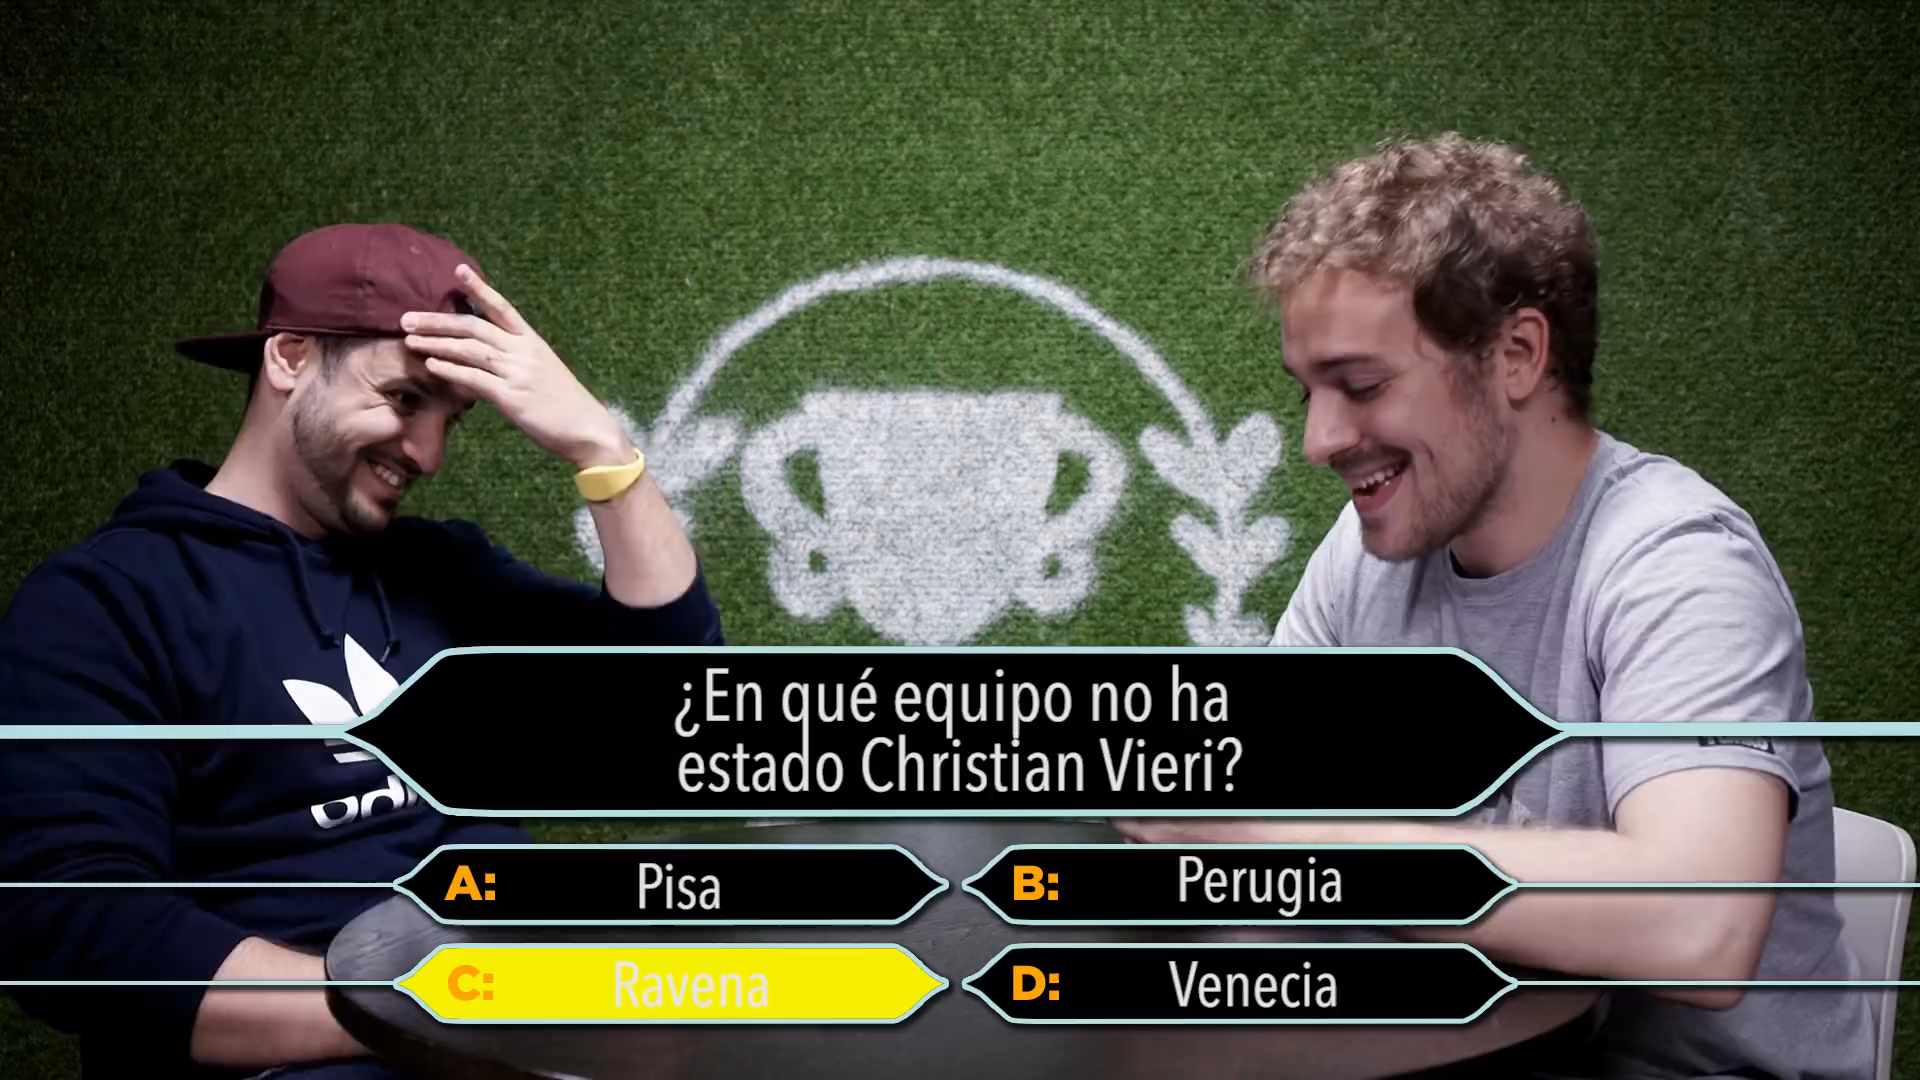 ¿En qué equipo no ha
estado Christian Vieri?
A: Pisa
B: Perugia
C: Ravena
D: Venecia